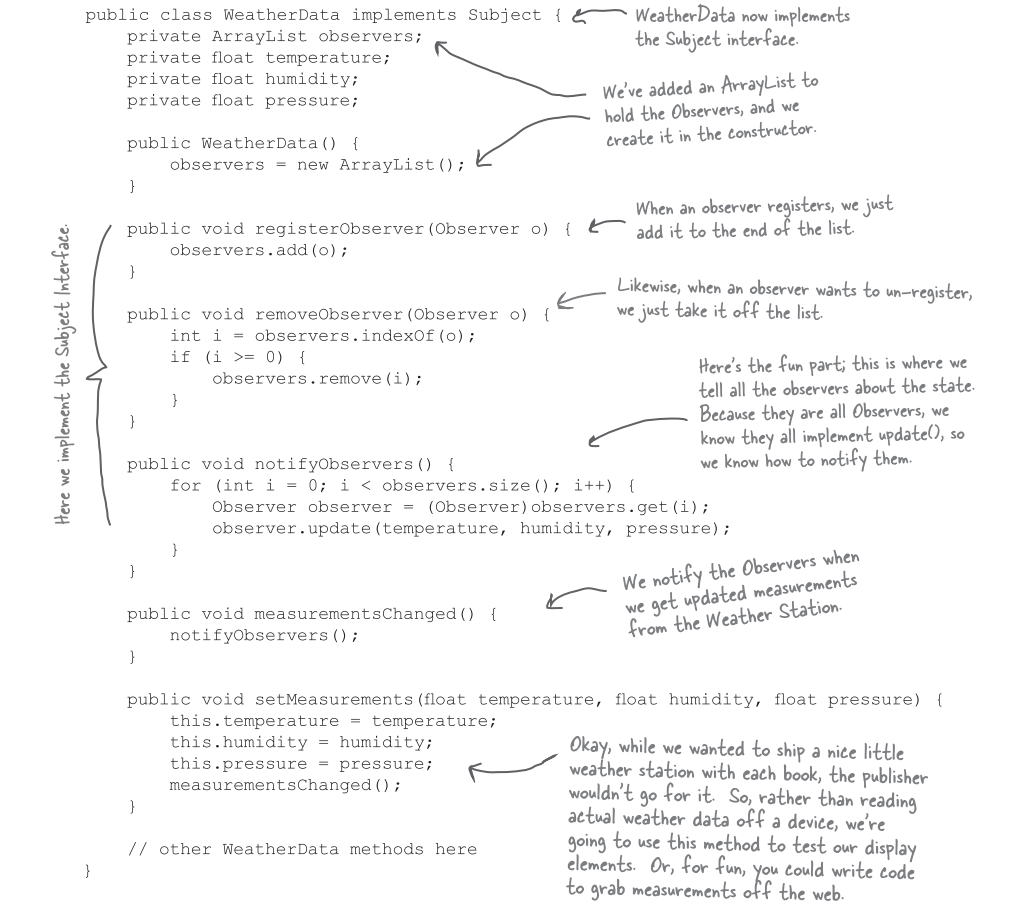 public class WeatherData implements Subject {
WeatherData now implements
the Subject interface.
private ArrayList observers;
private float temperature;
private float humidity;
private float pressure;
We've added an ArrayList to
hold the Observers, and we
create it in the constructor.
public WeatherData() {
observers = new ArrayList();
}
Here we implement the Subject Interface.
public void registerObserver(Observer o) {
When an observer registers, we just
add it to the end of the list.
observers.add(o);
}
public void removeObserver(Observer o) {
Likewise, when an observer wants to un-register,
we just take it off the list.
int i = observers.indexOf(o);
if (i >= 0) {
observers.remove(i);
}
}
Here's the fun part; this is where we
tell all the observers about the state.
Because they are all Observers, we
know they all implement update(), so
we know how to notify them.
public void notifyObservers() {
for (int i = 0; i < observers.size(); i++) {
Observer observer = (Observer)observers.get(i);
observer.update(temperature, humidity, pressure);
}
}
We notify the Observers when
we get updated measurements
from the Weather Station.
public void measurementsChanged() {
notifyObservers();
}
public void setMeasurements(float temperature, float humidity, float pressure) {
this.temperature = temperature;
this.humidity = humidity;
this.pressure = pressure;
measurementsChanged();
}
Okay, while we wanted to ship a nice little
weather station with each book, the publisher
wouldn't go for it. So, rather than reading
actual weather data off a device, we're
going to use this method to test our display
elements. Or, for fun, you could write code
to grab measurements off the web.
// other WeatherData methods here
}